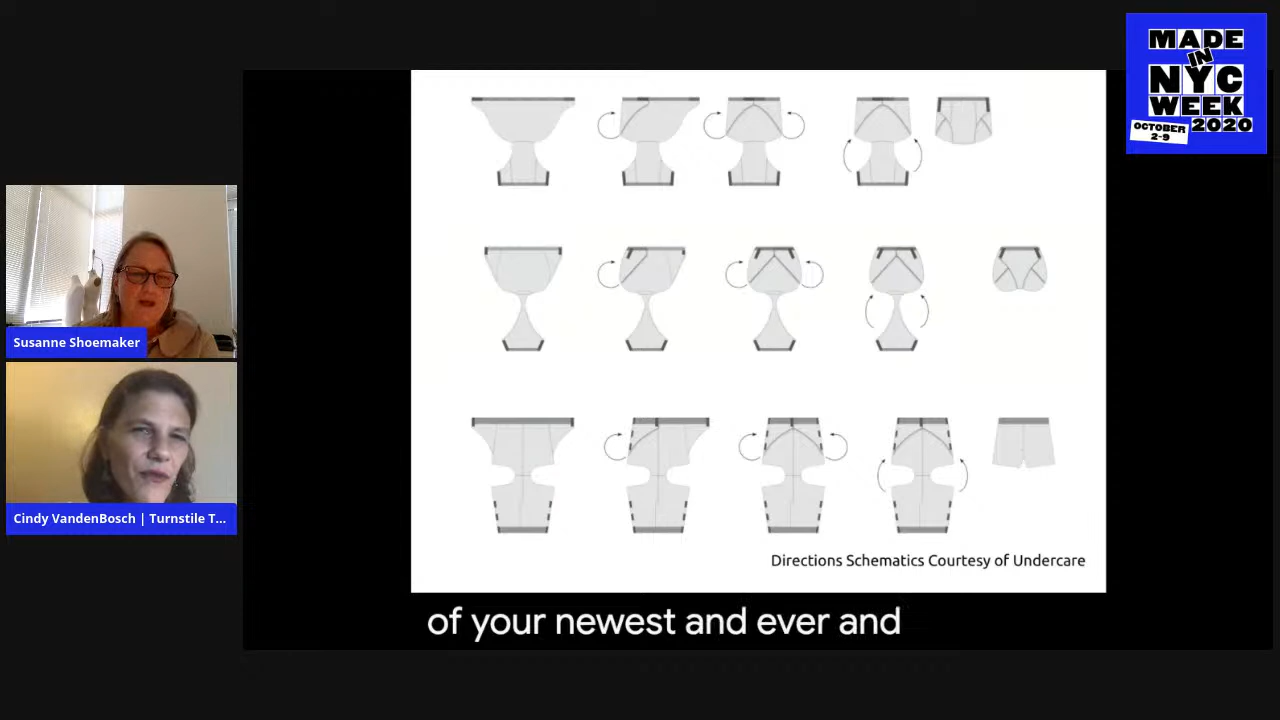 MADE
IN
NYC
WEEK
OCTOBER
2-9
2020
Susanne Shoemaker
Cindy VandenBosch | Turnstile T...
Directions Schematics Courtesy of Undercare
of your newest and ever and